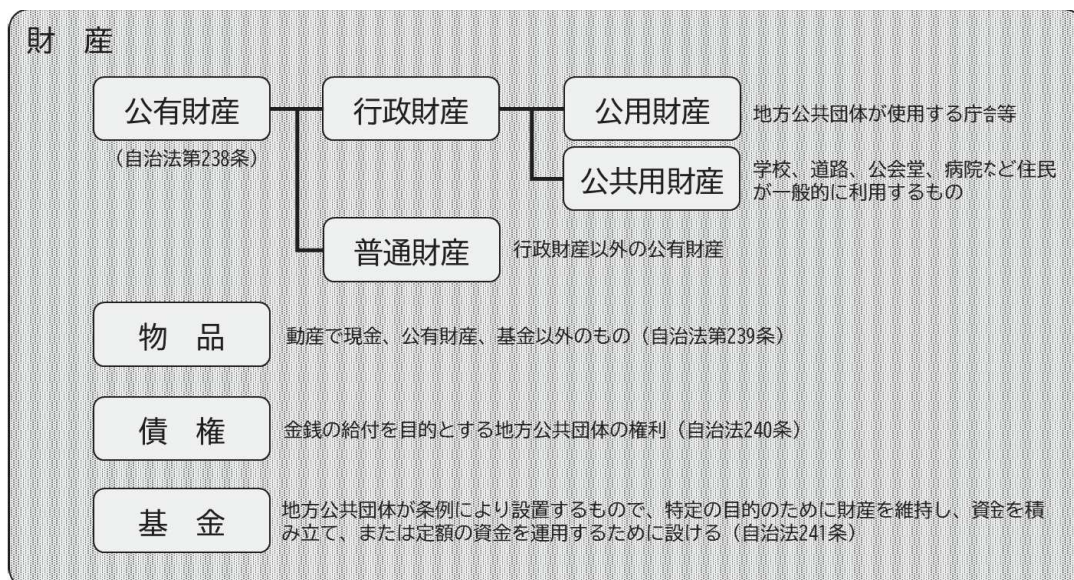 財　産
公有財産
（自治法第238条）
行政財産
公用財産
地方公共団体が使用する庁舎等
公共用財産
学校、道路、公会堂、病院など住民
が一般的に利用するもの
普通財産
行政財産以外の公有財産
物　品
動産で現金、公有財産、基金以外のもの（自治法第239条）
債　権
金銭の給付を目的とする地方公共団体の権利（自治法240条）
基　金
地方公共団体が条例により設置するもので、特定の目的のために財産を維持し、資金を積
み立て、または定額の資金を運用するために設ける（自治法241条）